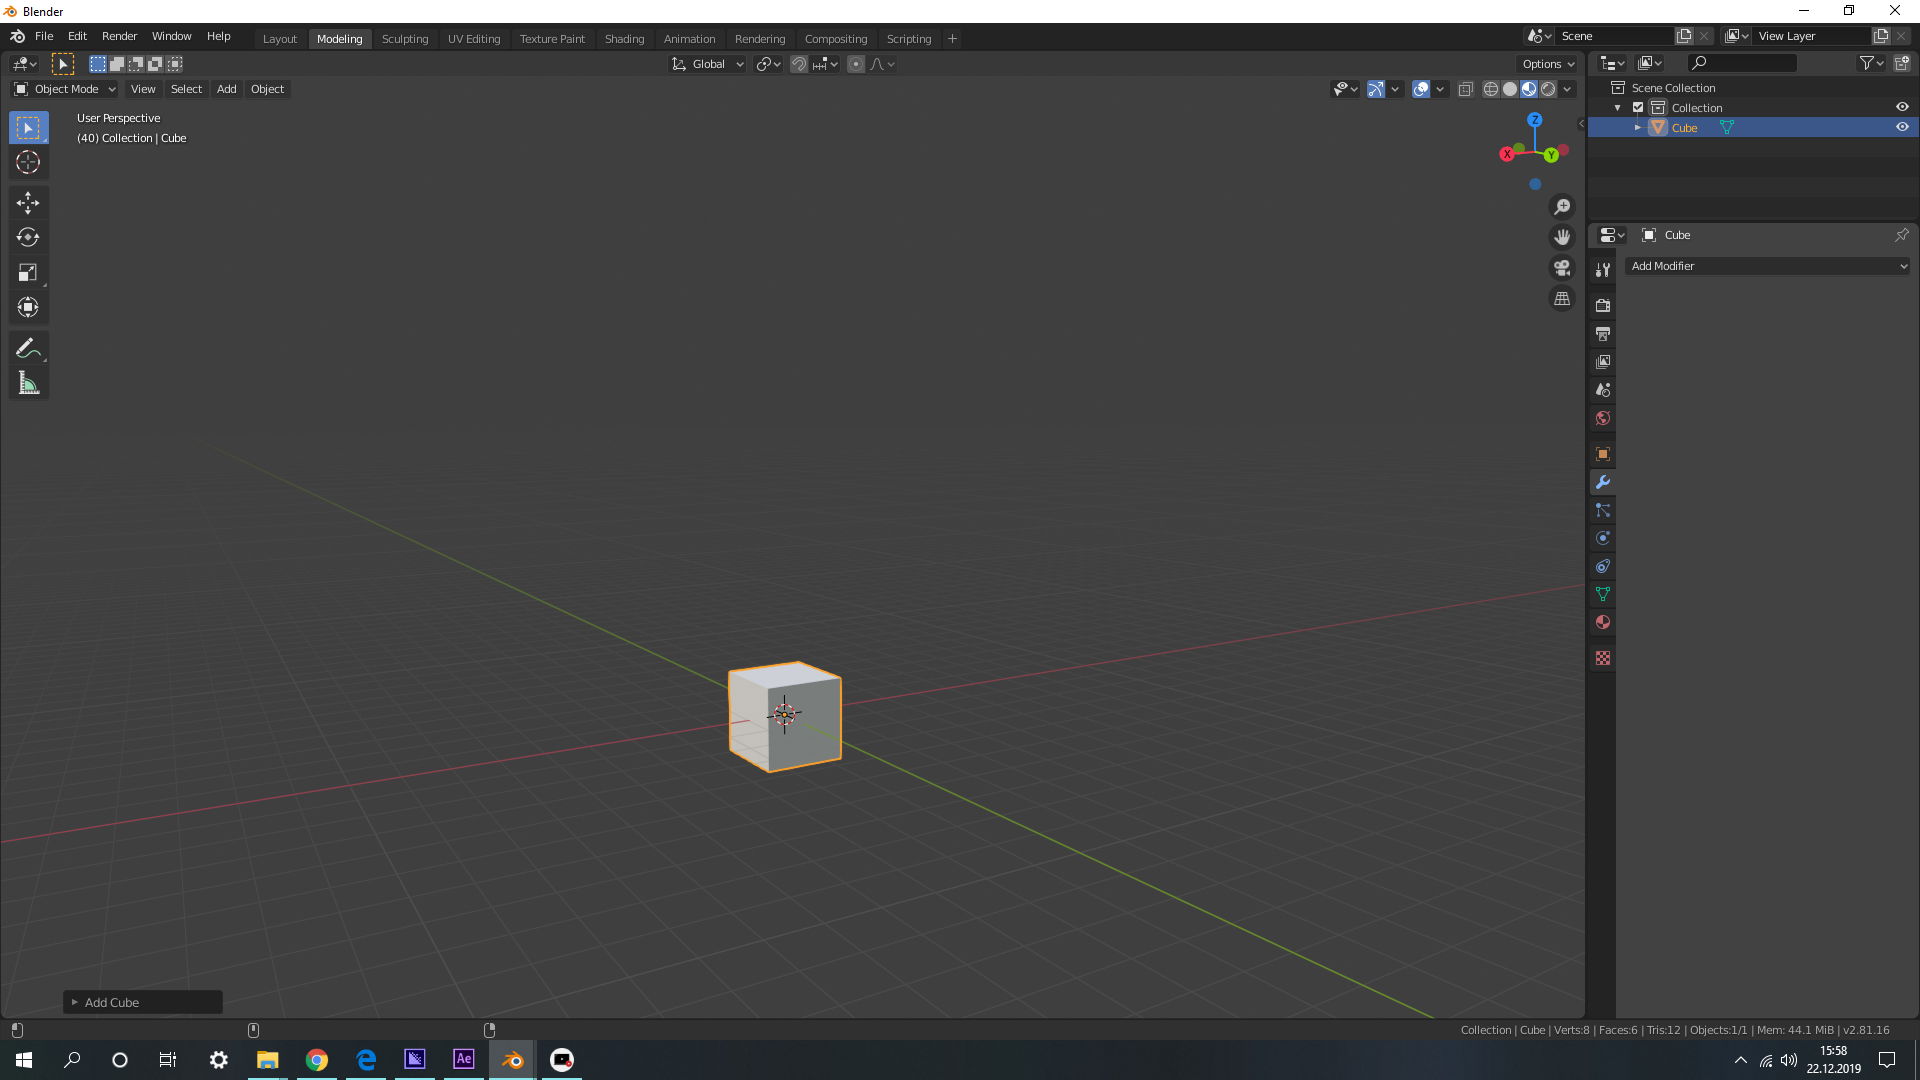 Blender
File Edit Render Window Help Layout Modeling Sculpting UV Editing Texture Paint Shading Animation Rendering Compositing Scripting + Scene View Layer
Global Options
Object Mode View Select Add Object
User Perspective
(40) Collection | Cube
Z
X
Y
Scene Collection
Collection
Cube
Cube
Add Modifier
Add Cube
Collection | Cube | Verts:8 | Faces:6 | Tris:12 | Objects:1/1 | Mem: 44.1 MiB | v2.81.16
Ae
15:58
22.12.2019